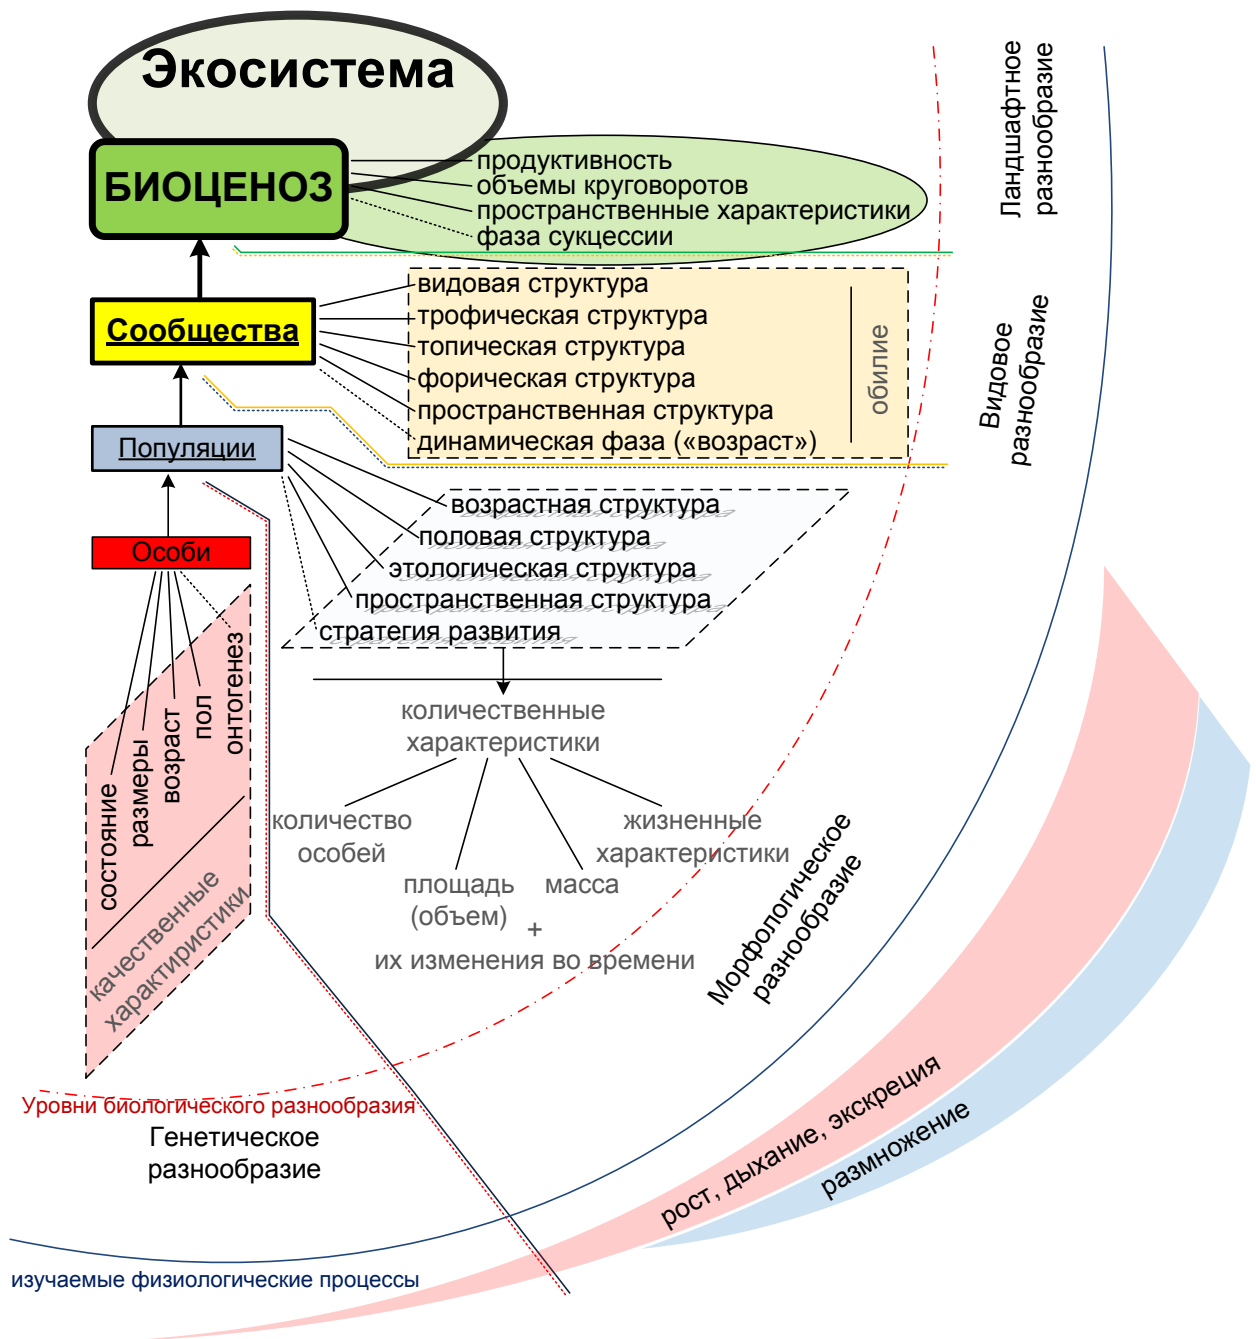 Экосистема
БИОЦЕНОЗ
продуктивность
объемы круговоротов
пространственные характеристики
фаза сукцессии
Ландшафтное
разнообразие
Сообщества
видовая структура
трофическая структура
топическая структура
форическая структура
пространственная структура
динамическая фаза («возраст»)
обилие
Видовое
разнообразие
Популяции
возрастная структура
половая структура
этологическая структура
пространственная структура
стратегия развития
Особи
состояние
размеры
возраст
пол
онтогенез
качественные
характиристики
количественные
характеристики
количество
особей
площадь
(объем)
масса
жизненные
характеристики
+
их изменения во времени
Морфологическое
разнообразие
Уровни биологического разнообразия
Генетическое
разнообразие
рост, дыхание, экскреция
размножение
изучаемые физиологические процессы